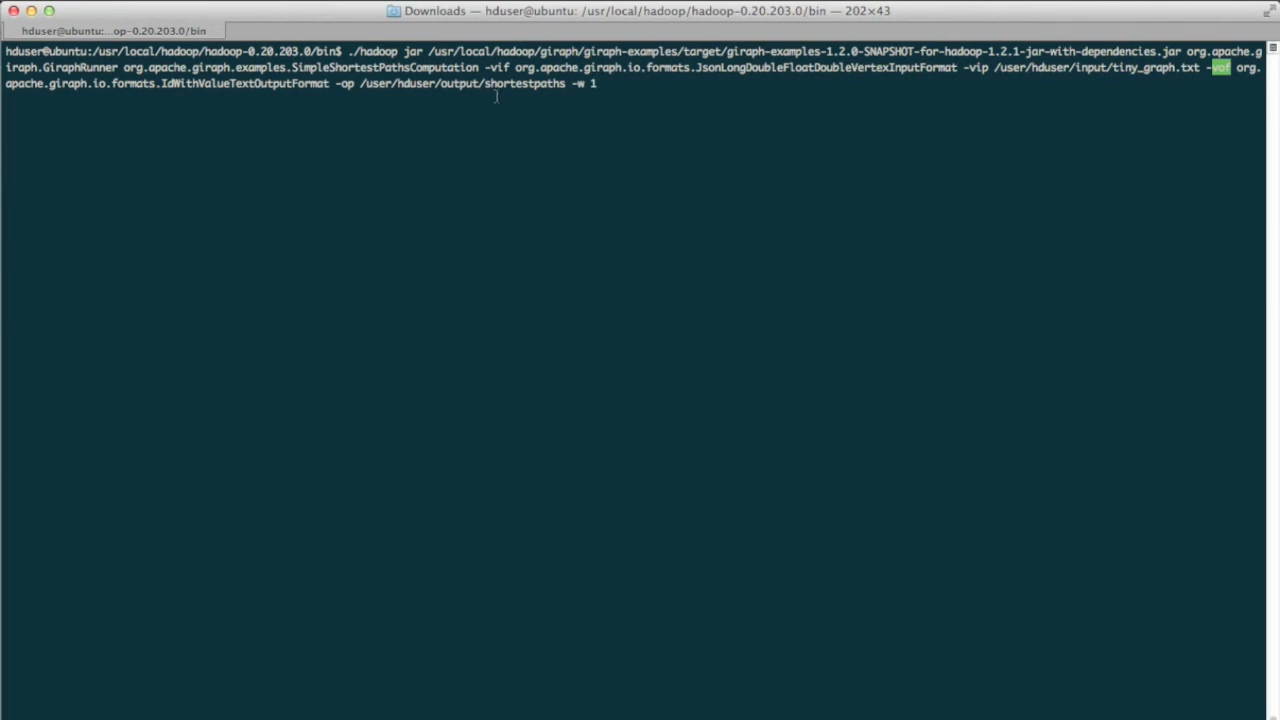 Downloads — hduser@ubuntu: /usr/local/hadoop/hadoop-0.20.203.0/bin — 202×43
hduser@ubuntu:...op-0.20.203.0/bin
hduser@ubuntu:/usr/local/hadoop/hadoop-0.20.203.0/bin$ ./hadoop jar /usr/local/hadoop/giraph/giraph-examples/target/giraph-examples-1.2.0-SNAPSHOT-for-hadoop-1.2.1-jar-with-dependencies.jar org.apache.g
iraph.GiraphRunner org.apache.giraph.examples.SimpleShortestPathsComputation -vif org.apache.giraph.io.formats.JsonLongDoubleFloatDoubleVertexInputFormat -vip /user/hduser/input/tiny_graph.txt -vof org.
apache.giraph.io.formats.IdWithValueTextOutputFormat -op /user/hduser/output/shortestpaths -w 1